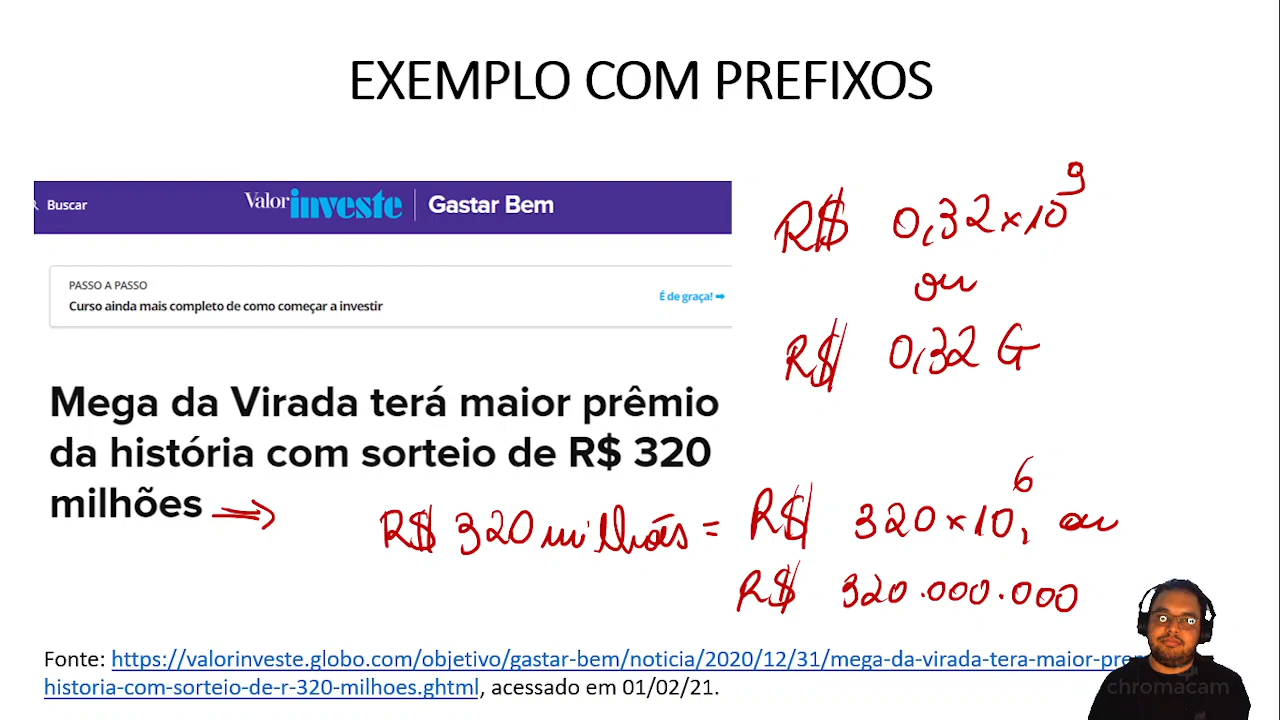 EXEMPLO COM PREFIXOS
Buscar
Valor investe
Gastar Bem
PASSO A PASSO
Curso ainda mais completo de como começar a investir
É de graça! ➡
Mega da Virada terá maior prêmio
da história com sorteio de R$ 320
milhões
R$ 0,32×10⁹
ou
R$ 0,32 G
R$ 320 milhões = R$ 320×10⁶, ou
R$ 320.000.000
Fonte: https://valorinveste.globo.com/objetivo/gastar-bem/noticia/2020/12/31/mega-da-virada-tera-maior-pre
historia-com-sorteio-de-r-320-milhoes.ghtml, acessado em 01/02/21.
chromacam